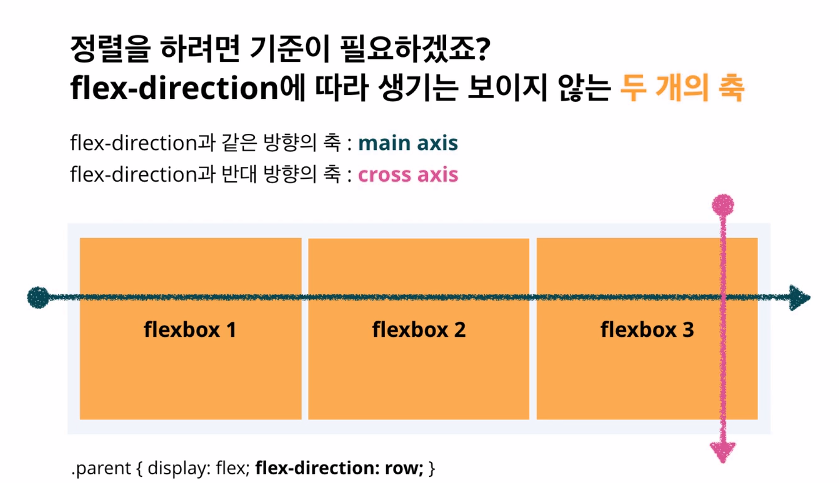 정렬을 하려면 기준이 필요하겠죠?
flex-direction에 따라 생기는 보이지 않는 두 개의 축
flex-direction과 같은 방향의 축 : main axis
flex-direction과 반대 방향의 축 : cross axis
flexbox 1
flexbox 2
flexbox 3
.parent { display: flex; flex-direction: row; }